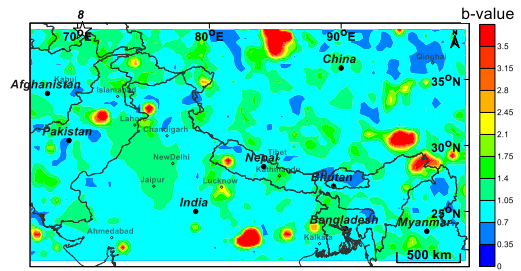 8
b-value
70°E
80°E
90°E
N
China
Qinghai
Kabul
Afghanistan
Islamabad
35°N
Lahore
Chandigarh
Pakistan
30°N
NewDelhi
Tibet
Nepal
Kathmandu
Jaipur
Lucknow
Bhutan
India
25°N
Bangladesh
Myanmar
Ahmedabad
Kolkata
500 km
3.5
3.15
2.8
2.45
2.1
1.75
1.4
1.05
0.7
0.35
0